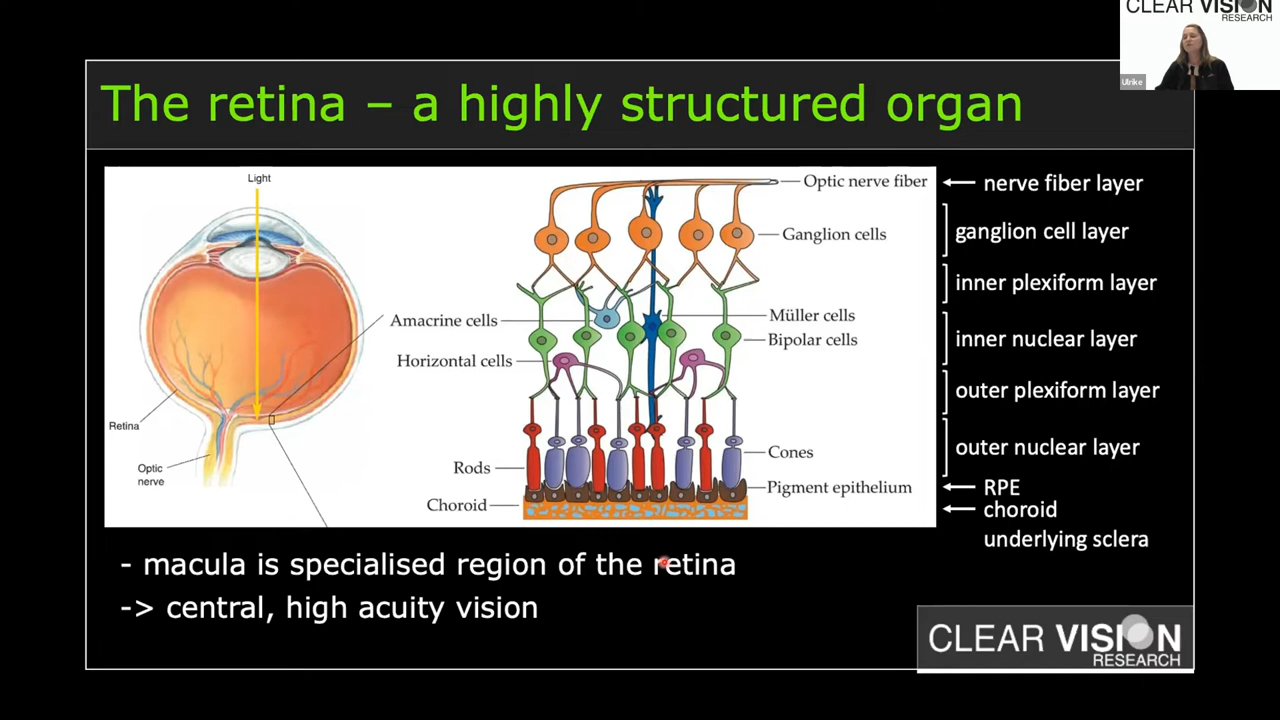 CLEAR VISION
RESEARCH
Ulrike
The retina – a highly structured organ
Light
Retina
Optic
nerve
Optic nerve fiber
Ganglion cells
Amacrine cells
Müller cells
Horizontal cells
Bipolar cells
Rods
Cones
Choroid
Pigment epithelium
nerve fiber layer
ganglion cell layer
inner plexiform layer
inner nuclear layer
outer plexiform layer
outer nuclear layer
RPE
choroid
underlying sclera
- macula is specialised region of the retina
-> central, high acuity vision
CLEAR VISION
RESEARCH